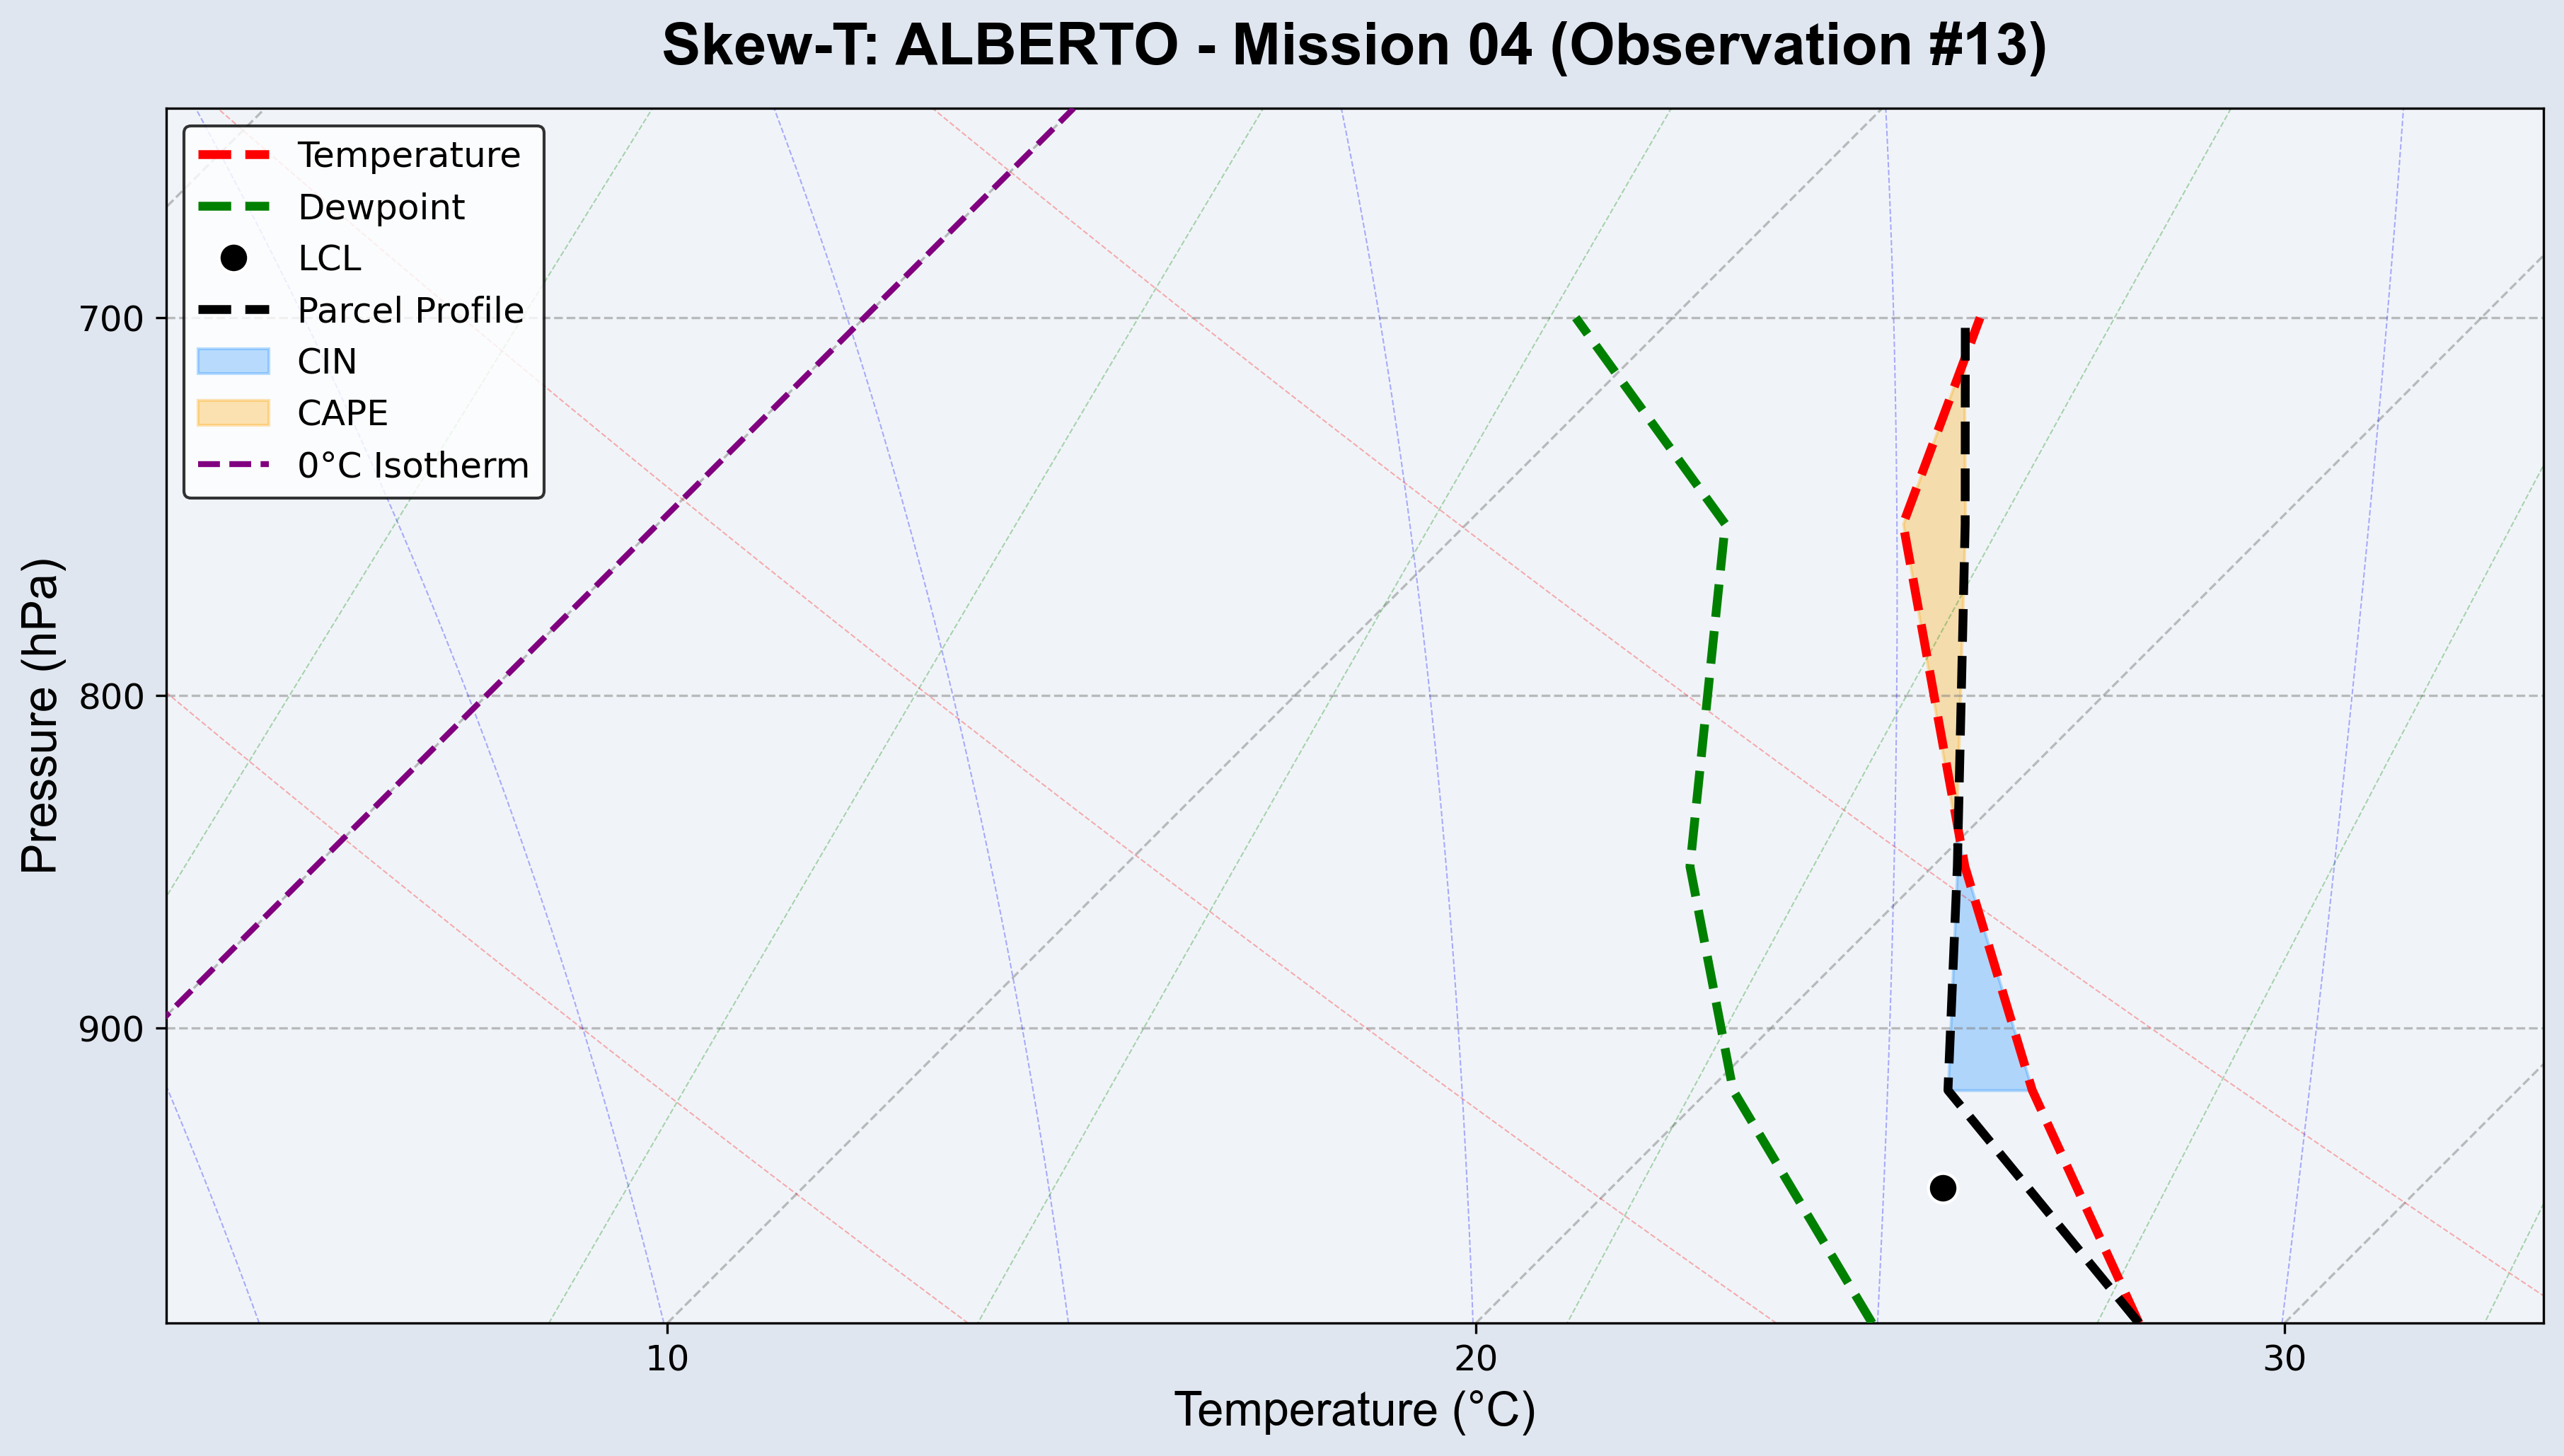 Skew-T: ALBERTO - Mission 04 (Observation #13)
Temperature
Dewpoint
LCL
Parcel Profile
CIN
CAPE
0°C Isotherm
Pressure (hPa)
700
800
900
10 20 30
Temperature (°C)